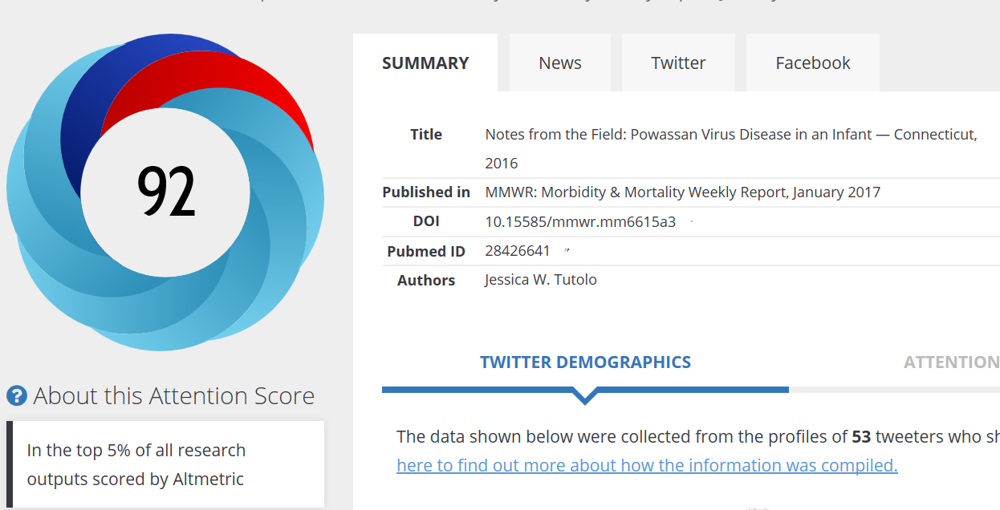 SUMMARY News Twitter Facebook
92
Title Notes from the Field: Powassan Virus Disease in an Infant — Connecticut,
2016
Published in MMWR: Morbidity & Mortality Weekly Report, January 2017
DOI 10.15585/mmwr.mm6615a3
Pubmed ID 28426641
Authors Jessica W. Tutolo
TWITTER DEMOGRAPHICS ATTENTION
? About this Attention Score
In the top 5% of all research
outputs scored by Altmetric
The data shown below were collected from the profiles of 53 tweeters who sh
here to find out more about how the information was compiled.